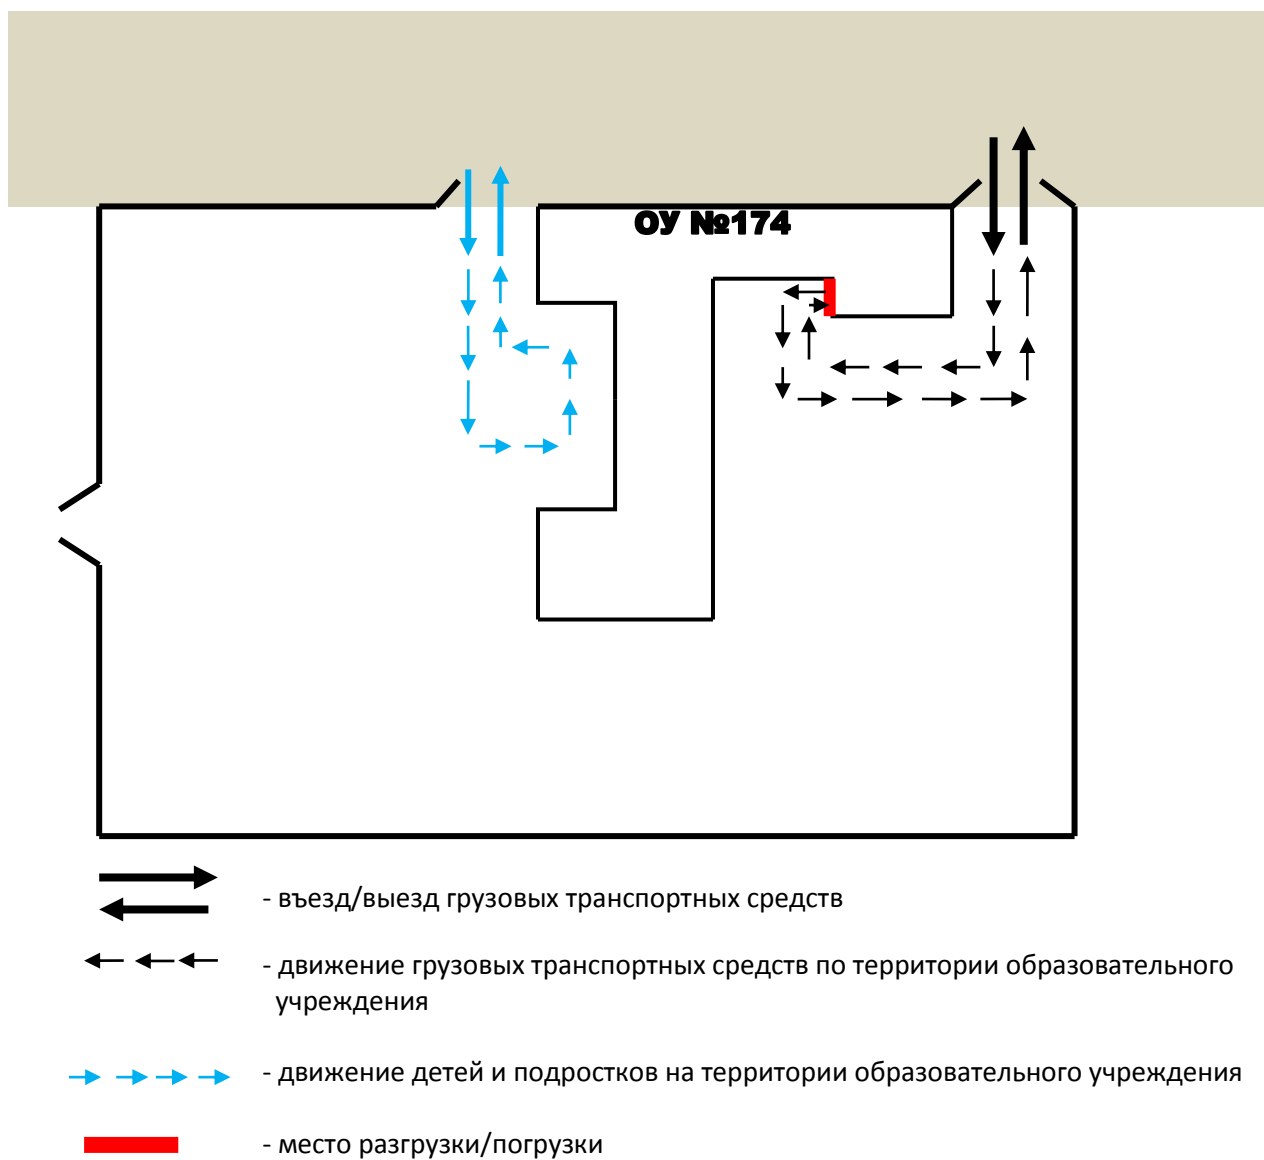 ОУ №174
- въезд/выезд грузовых транспортных средств
- движение грузовых транспортных средств по территории образовательного
учреждения
- движение детей и подростков на территории образовательного учреждения
- место разгрузки/погрузки